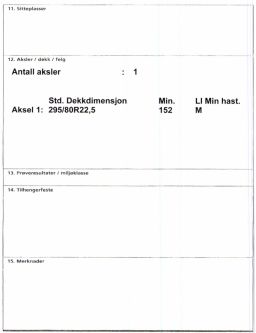 11. Sitteplasser
12. Aksler / dekk / felg
Antall aksler : 1
Std. Dekkdimensjon Min. LI Min hast.
Aksel 1: 295/80R22,5 152 M
13. Prøveresultater / miljøklasse
14. Tilhengerfeste
15. Merknader